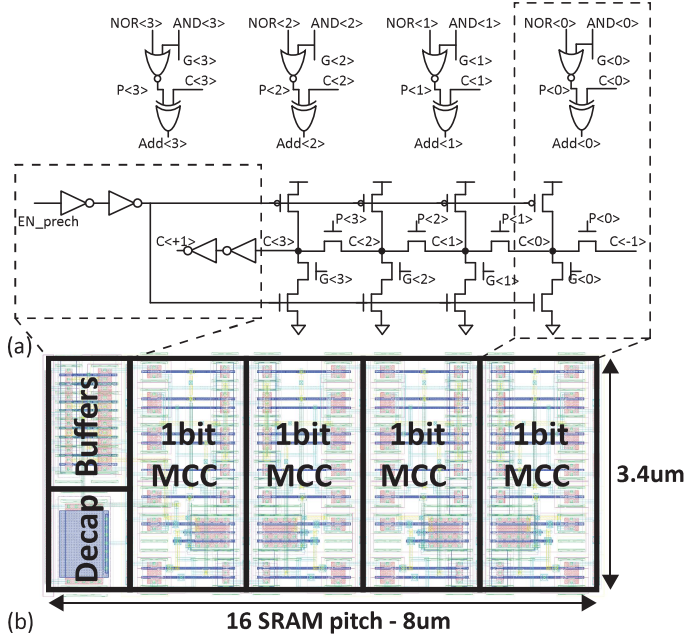 NOR<3> AND<3> NOR<2> AND<2> NOR<1> AND<1> NOR<0> AND<0>
G<3> G<2> G<1> G<0>
P<3> C<3> P<2> C<2> P<1> C<1> P<0> C<0>
Add<3> Add<2> Add<1> Add<0>
EN_prech
P<3> P<2> P<1> P<0>
C<+1> C<3> C<2> C<1> C<0> C<-1>
G<3> G<2> G<1> G<0>
(a)
Buffers
Decap
1bit MCC
1bit MCC
1bit MCC
1bit MCC
3.4um
(b)
16 SRAM pitch - 8um